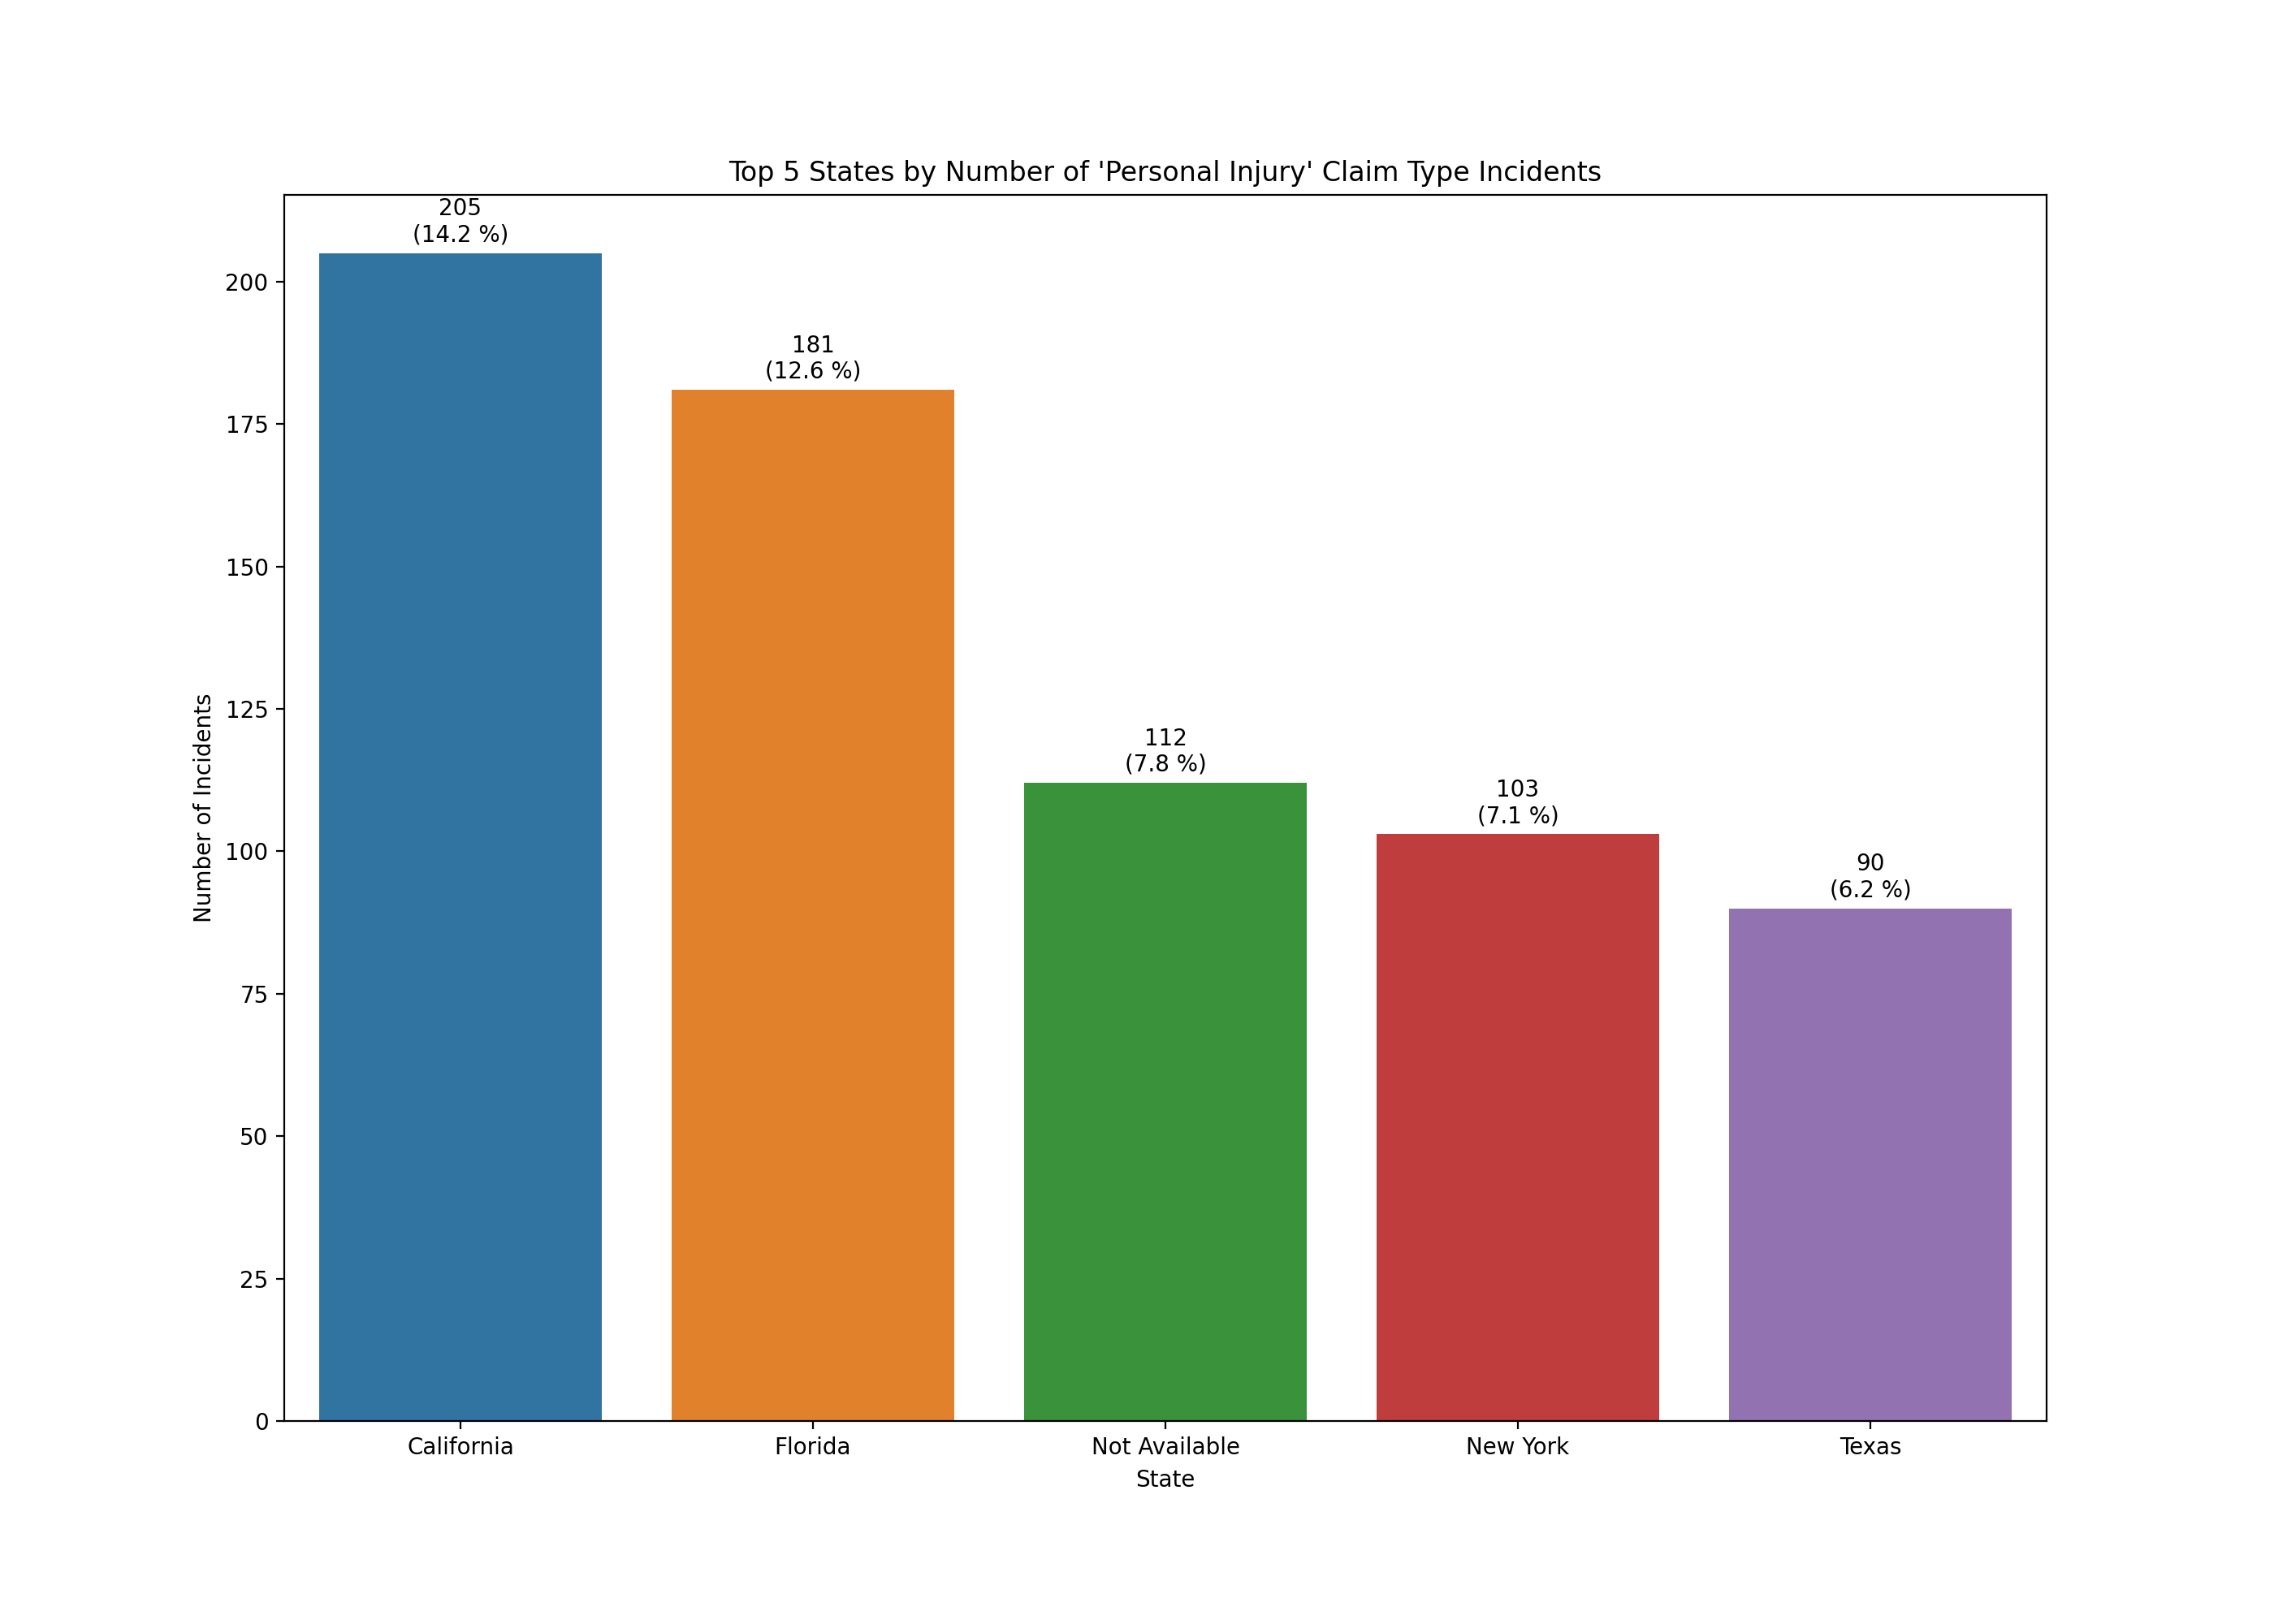 Top 5 States by Number of 'Personal Injury' Claim Type Incidents
205
(14.2 %)
181
(12.6 %)
112
(7.8 %)
103
(7.1 %)
90
(6.2 %)
Number of Incidents
200
175
150
125
100
75
50
25
0
California
Florida
Not Available
New York
Texas
State